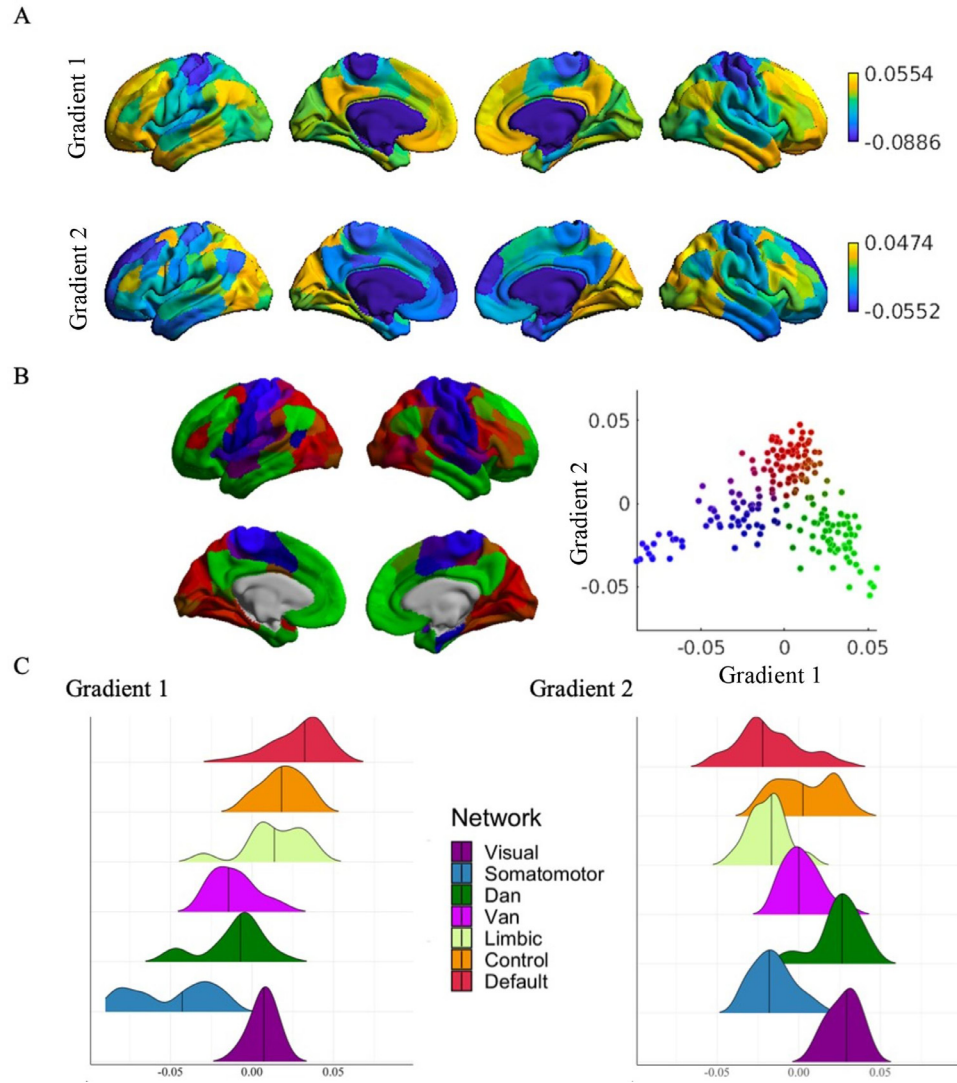 A
Gradient 1
0.0554
-0.0886
Gradient 2
0.0474
-0.0552
B
0.05
0
-0.05
Gradient 2
-0.05
0
0.05
Gradient 1
C
Gradient 1
Gradient 2
Network
Visual
Somatomotor
Dan
Van
Limbic
Control
Default
-0.05
0.00
0.05
-0.05
0.00
0.05